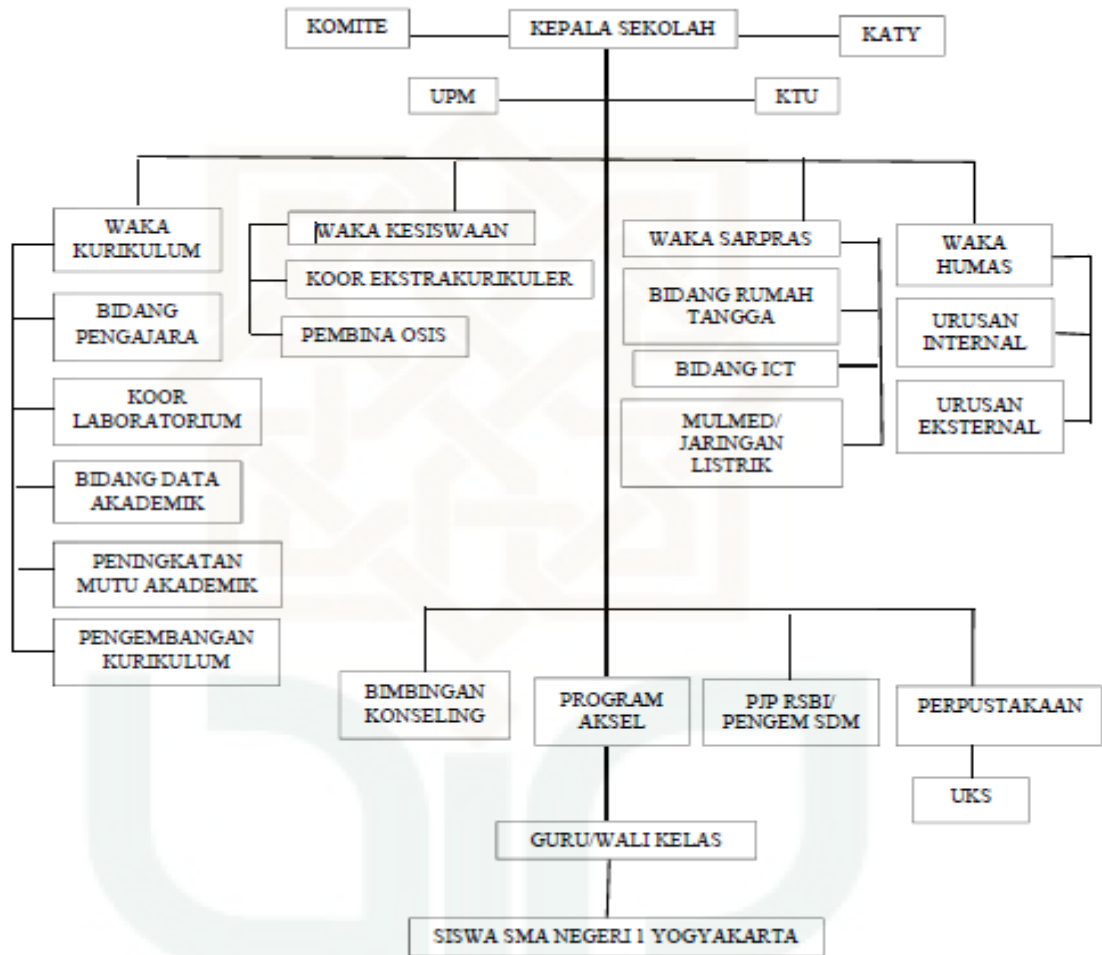 KOMITE
KEPALA SEKOLAH
KATY
UPM
KTU
WAKA
KURIKULUM
BIDANG
PENGAJARA
KOOR
LABORATORIUM
BIDANG DATA
AKADEMIK
PENINGKATAN
MUTU AKADEMIK
PENGEMBANGAN
KURIKULUM
WAKA KESISWAAN
KOOR EKSTRAKURIKULER
PEMBINA OSIS
WAKA SARPRAS
BIDANG RUMAH
TANGGA
BIDANG ICT
MULMED/
JARINGAN
LISTRIK
WAKA
HUMAS
URUSAN
INTERNAL
URUSAN
EKSTERNAL
BIMBINGAN
KONSELING
PROGRAM
AKSEL
PJP RSBI/
PENGEM SDM
PERPUSTAKAAN
UKS
GURU/WALI KELAS
SISWA SMA NEGERI 1 YOGYAKARTA